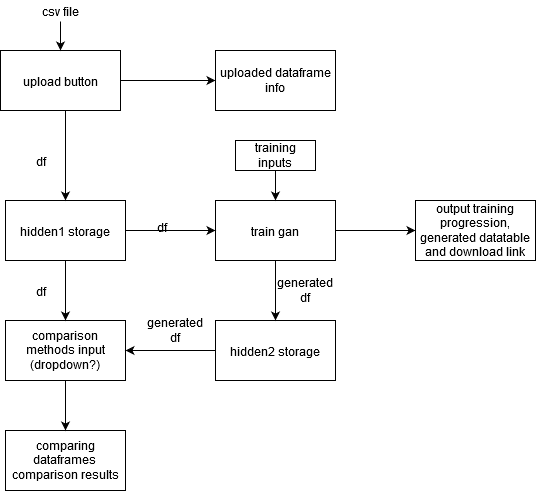 csv file
upload button
uploaded dataframe
info
df
training
inputs
hidden1 storage
df
train gan
output training
progression,
generated datatable
and download link
df
generated
df
comparison
methods input
(dropdown?)
generated
df
hidden2 storage
comparing
dataframes
comparison results